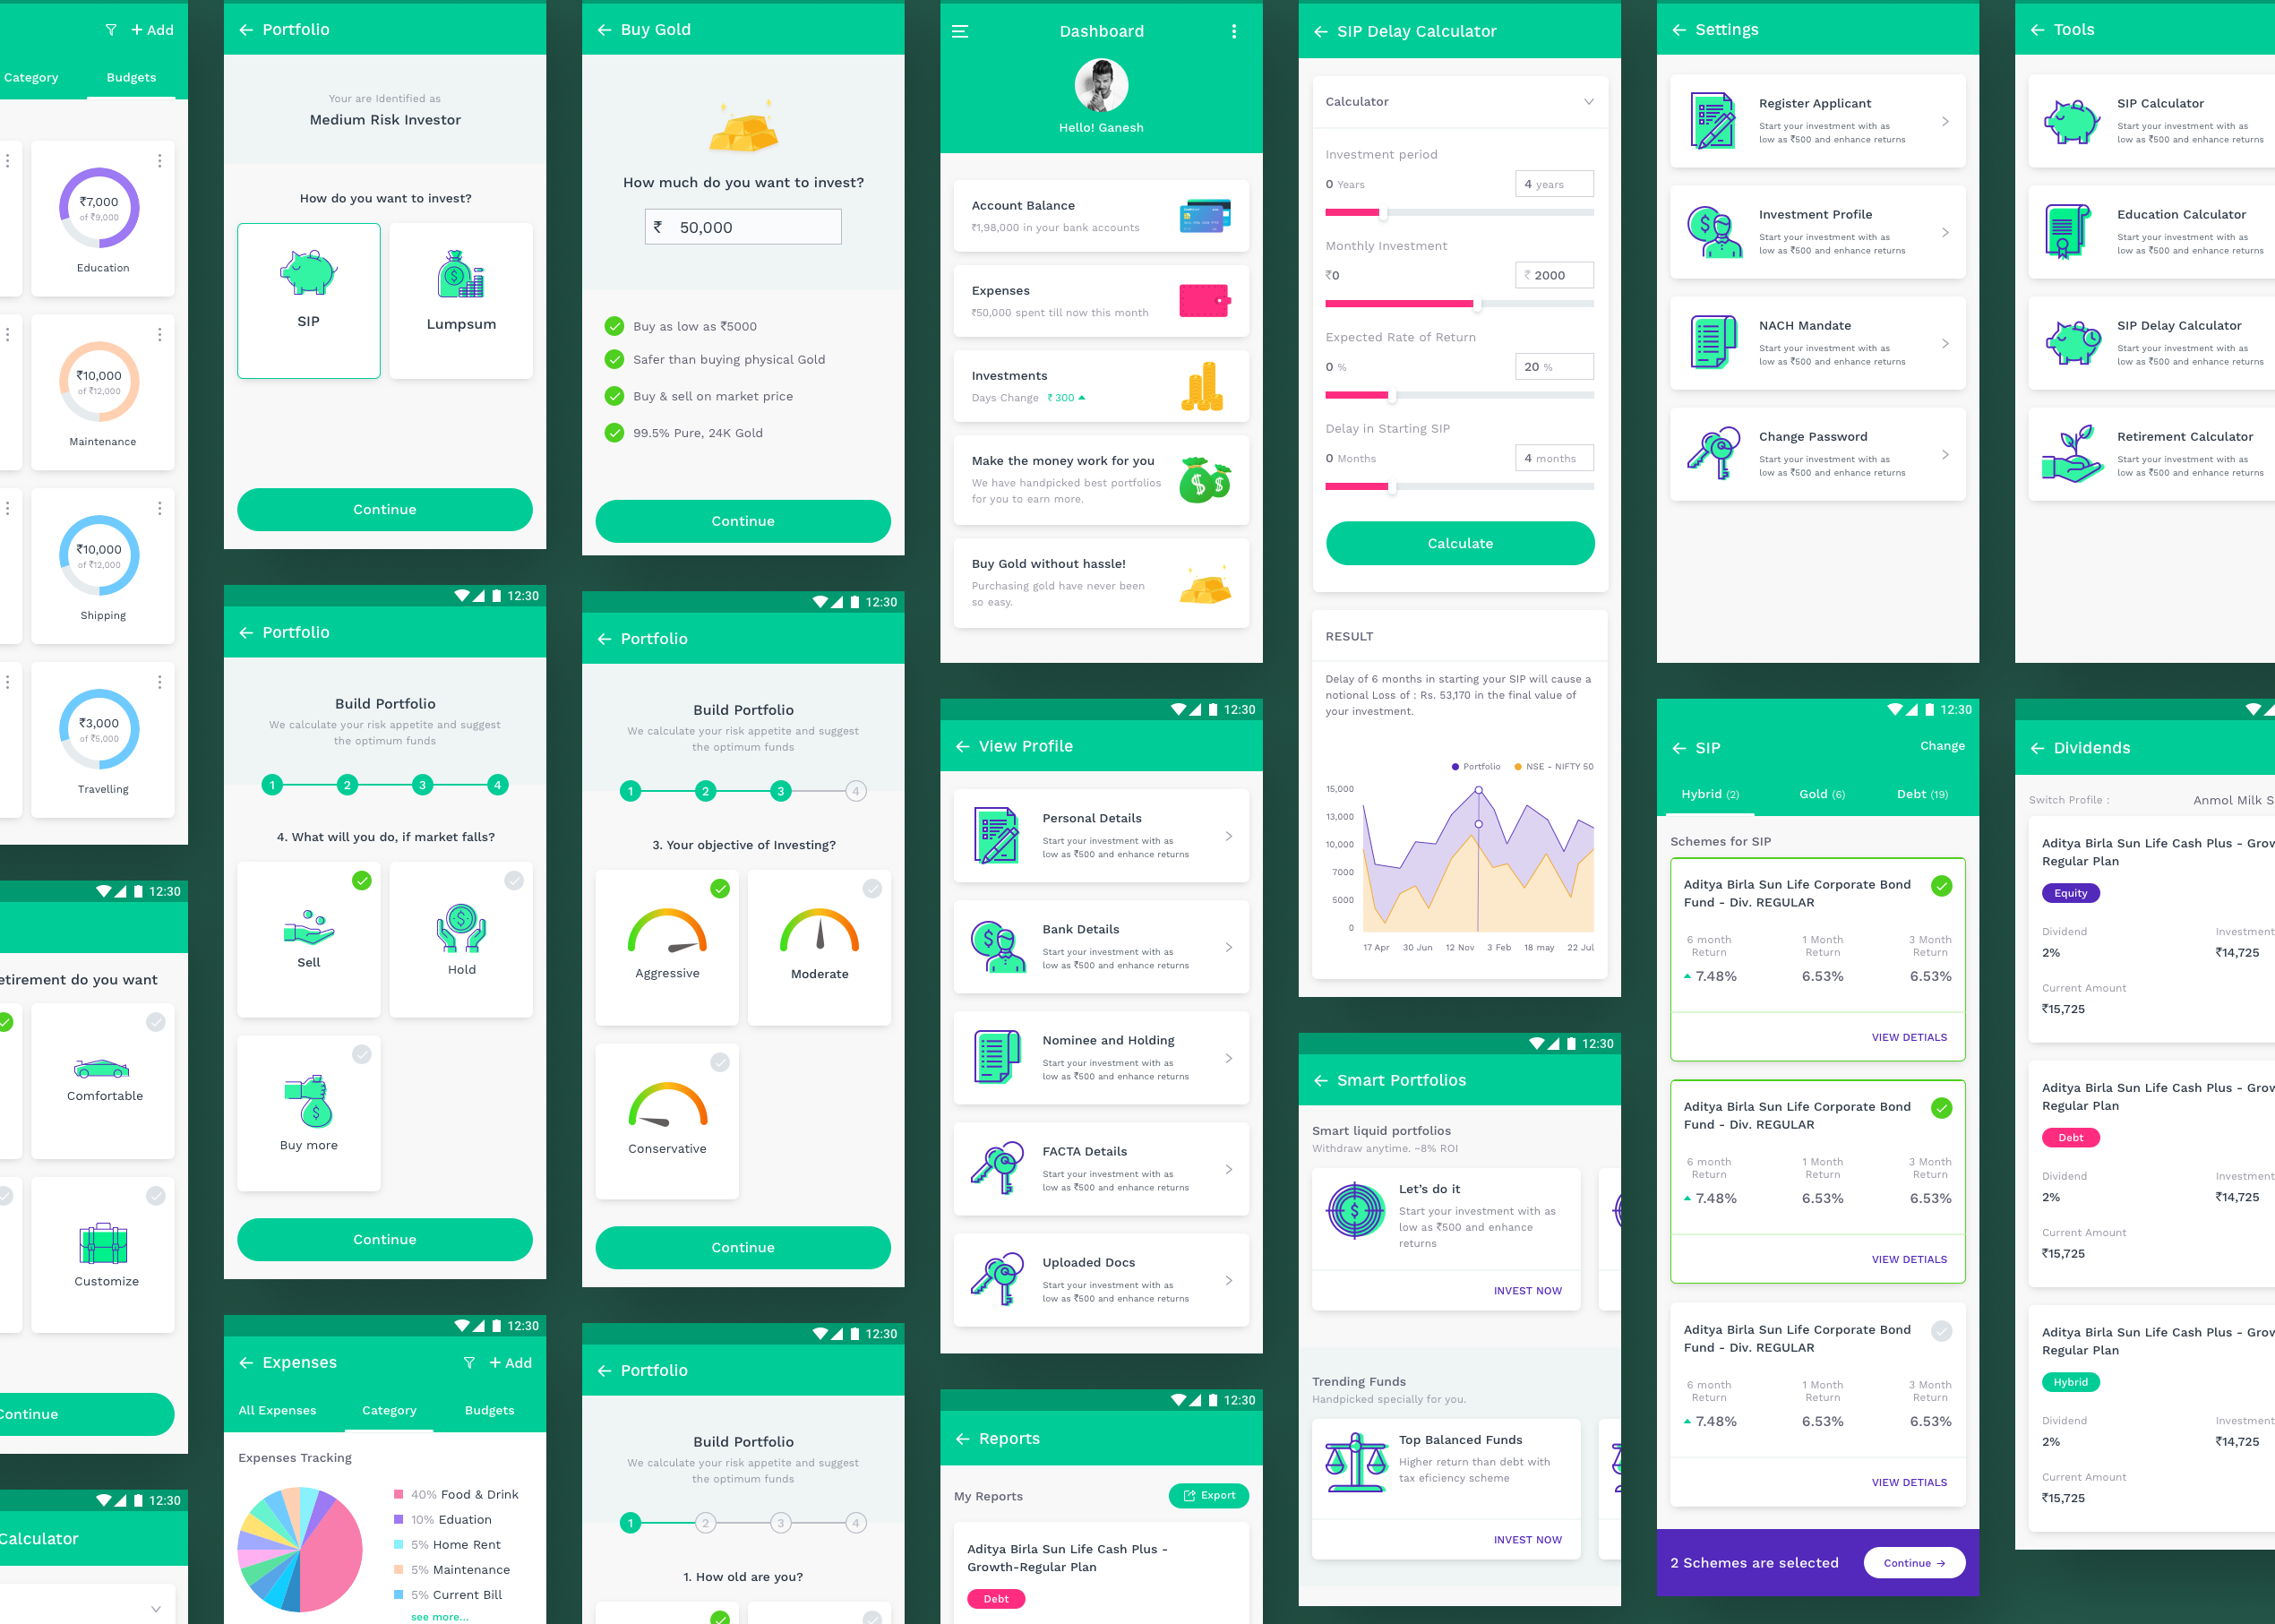 + Add
Category
Budgets
₹7,000
of ₹9,000
Education
₹10,000
of ₹12,000
Maintenance
₹10,000
of ₹12,000
Shipping
₹3,000
of ₹5,000
Travelling
12:30
etirement do you want
Comfortable
Customize
Continue
12:30
Calculator
Portfolio
Your are Identified as
Medium Risk Investor
How do you want to invest?
SIP
Lumpsum
Continue
12:30
Portfolio
Build Portfolio
We calculate your risk appetite and suggest
the optimum funds
1 2 3 4
4. What will you do, if market falls?
Sell
Hold
Buy more
Continue
12:30
Expenses
+ Add
All Expenses
Category
Budgets
Expenses Tracking
40% Food & Drink
10% Eduation
5% Home Rent
5% Maintenance
5% Current Bill
see more...
Buy Gold
How much do you want to invest?
₹ 50,000
Buy as low as ₹5000
Safer than buying physical Gold
Buy & sell on market price
99.5% Pure, 24K Gold
Continue
12:30
Portfolio
Build Portfolio
We calculate your risk appetite and suggest
the optimum funds
1 2 3 4
3. Your objective of Investing?
Aggressive
Moderate
Conservative
Continue
12:30
Portfolio
Build Portfolio
We calculate your risk appetite and suggest
the optimum funds
1 2 3 4
1. How old are you?
Dashboard
Hello! Ganesh
Account Balance
₹1,98,000 in your bank accounts
Expenses
₹50,000 spent till now this month
Investments
Days Change ₹ 300
Make the money work for you
We have handpicked best portfolios
for you to earn more.
Buy Gold without hassle!
Purchasing gold have never been
so easy.
12:30
View Profile
Personal Details
Start your investment with as
low as ₹500 and enhance returns
Bank Details
Start your investment with as
low as ₹500 and enhance returns
Nominee and Holding
Start your investment with as
low as ₹500 and enhance returns
FACTA Details
Start your investment with as
low as ₹500 and enhance returns
Uploaded Docs
Start your investment with as
low as ₹500 and enhance returns
12:30
Reports
My Reports
Export
Aditya Birla Sun Life Cash Plus -
Growth-Regular Plan
Debt
SIP Delay Calculator
Calculator
Investment period
0 Years
4 years
Monthly Investment
₹0
₹ 2000
Expected Rate of Return
0 %
20 %
Delay in Starting SIP
0 Months
4 months
Calculate
RESULT
Delay of 6 months in starting your SIP will cause a
notional Loss of : Rs. 53,170 in the final value of
your investment.
Portfolio
NSE - NIFTY 50
15,000
13,000
10,000
7000
5000
0
17 Apr 30 Jun 12 Nov 3 Feb 18 may 22 Jul
12:30
Smart Portfolios
Smart liquid portfolios
Withdraw anytime. ~8% ROI
Let's do it
Start your investment with as
low as ₹500 and enhance
returns
INVEST NOW
Trending Funds
Handpicked specially for you.
Top Balanced Funds
Higher return than debt with
tax eficiency scheme
INVEST NOW
Settings
Register Applicant
Start your investment with as
low as ₹500 and enhance returns
Investment Profile
Start your investment with as
low as ₹500 and enhance returns
NACH Mandate
Start your investment with as
low as ₹500 and enhance returns
Change Password
Start your investment with as
low as ₹500 and enhance returns
12:30
SIP
Change
Hybrid (2)
Gold (6)
Debt (19)
Schemes for SIP
Aditya Birla Sun Life Corporate Bond
Fund - Div. REGULAR
6 month 1 Month 3 Month
Return Return Return
7.48% 6.53% 6.53%
VIEW DETIALS
Aditya Birla Sun Life Corporate Bond
Fund - Div. REGULAR
6 month 1 Month 3 Month
Return Return Return
7.48% 6.53% 6.53%
VIEW DETIALS
Aditya Birla Sun Life Corporate Bond
Fund - Div. REGULAR
6 month 1 Month 3 Month
Return Return Return
7.48% 6.53% 6.53%
VIEW DETIALS
2 Schemes are selected
Continue
Tools
SIP Calculator
Start your investment with as
low as ₹500 and enhance returns
Education Calculator
Start your investment with as
low as ₹500 and enhance returns
SIP Delay Calculator
Start your investment with as
low as ₹500 and enhance returns
Retirement Calculator
Start your investment with as
low as ₹500 and enhance returns
Dividends
Switch Profile :
Anmol Milk S
Aditya Birla Sun Life Cash Plus - Grow
Regular Plan
Equity
Dividend Investment
2% ₹14,725
Current Amount
₹15,725
Aditya Birla Sun Life Cash Plus - Grow
Regular Plan
Debt
Dividend Investment
2% ₹14,725
Current Amount
₹15,725
Aditya Birla Sun Life Cash Plus - Grow
Regular Plan
Hybrid
Dividend Investment
2% ₹14,725
Current Amount
₹15,725